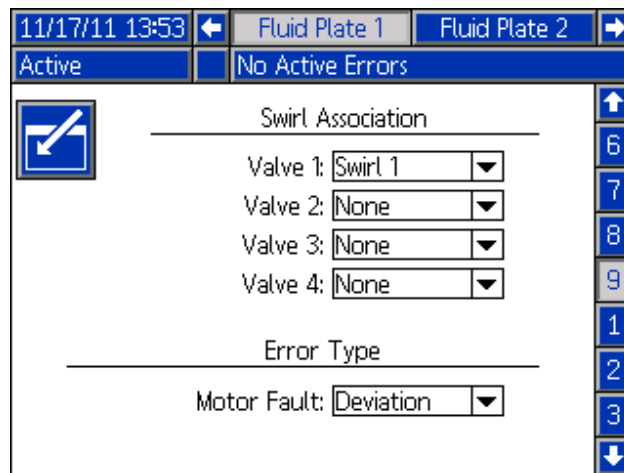 11/17/11 13:53 Fluid Plate 1 Fluid Plate 2
Active No Active Errors
Swirl Association
Valve 1: Swirl 1
Valve 2: None
Valve 3: None
Valve 4: None
Error Type
Motor Fault: Deviation
6
7
8
9
1
2
3